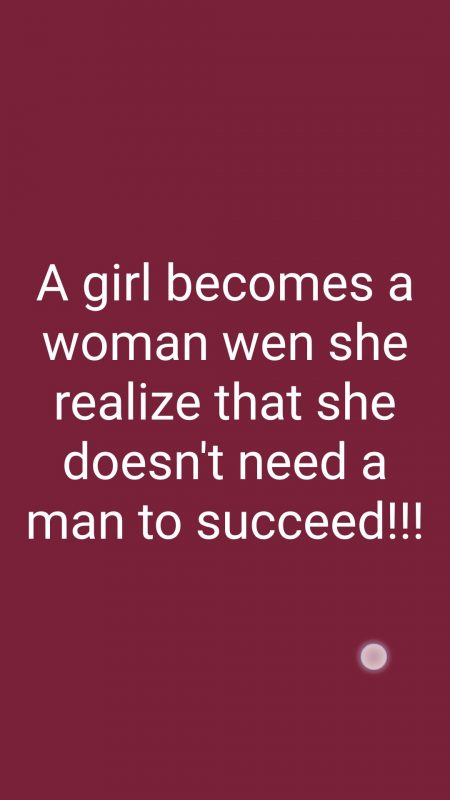 A girl becomes a
woman wen she
realize that she
doesn't need a
man to succeed!!!